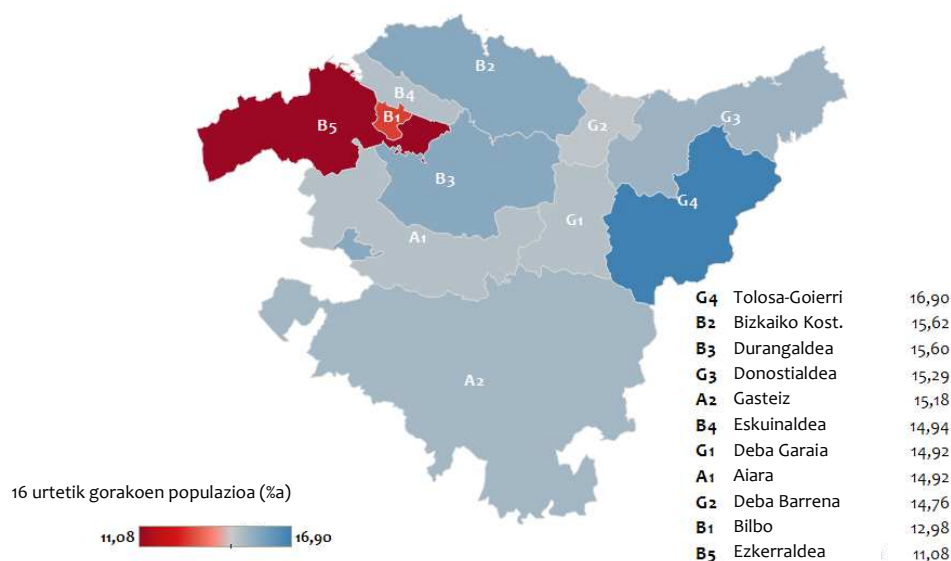 B2
B4
B1
B5
G2
G3
B3
G4
G1
A1
A2
G4 Tolosa-Goierri 16,90
B2 Bizkaiko Kost. 15,62
B3 Durangaldea 15,60
G3 Donostialdea 15,29
A2 Gasteiz 15,18
B4 Eskuinaldea 14,94
G1 Deba Garaia 14,92
A1 Aiara 14,92
G2 Deba Barrena 14,76
B1 Bilbo 12,98
B5 Ezkerraldea 11,08
16 urtetik gorakoen populazioa (%a)
11,08 16,90